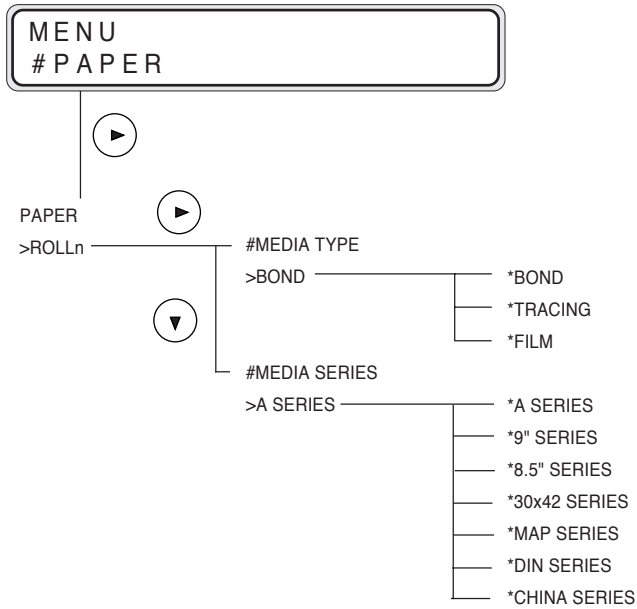 MENU
#PAPER
PAPER
>ROLLn
#MEDIA TYPE
>BOND
*BOND
*TRACING
*FILM
#MEDIA SERIES
>A SERIES
*A SERIES
*9" SERIES
*8.5" SERIES
*30x42 SERIES
*MAP SERIES
*DIN SERIES
*CHINA SERIES